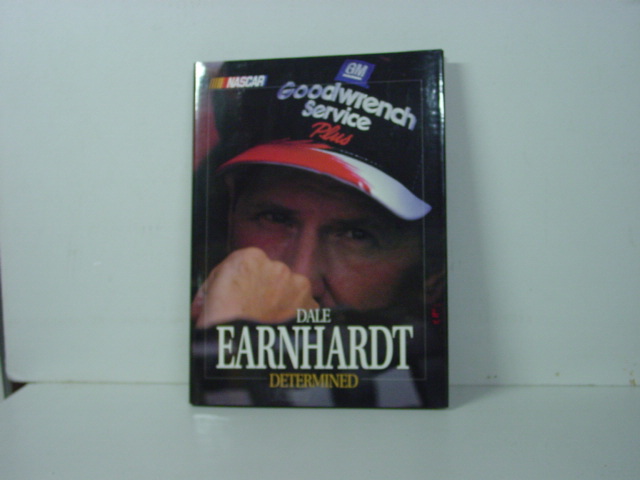 NASCAR
GM
Goodwrench
Service
Plus
DALE
EARNHARDT
DETERMINED